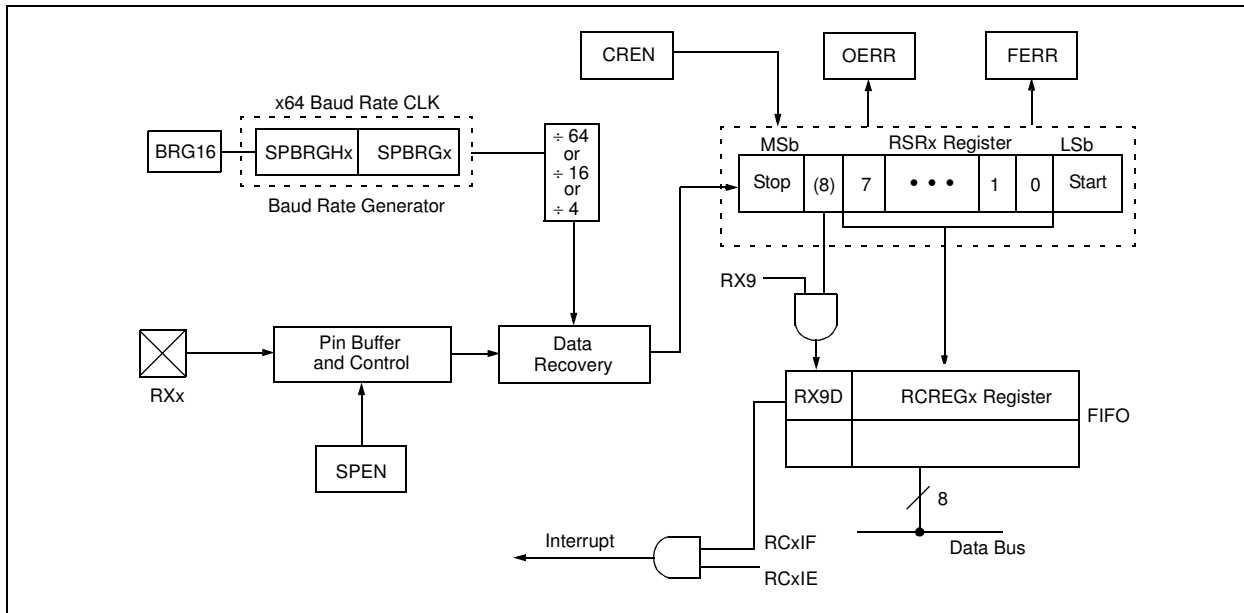 CREN
OERR
FERR
x64 Baud Rate CLK
BRG16
SPBRGHx
SPBRGx
Baud Rate Generator
÷ 64
or
÷ 16
or
÷ 4
MSb
RSRx Register
LSb
Stop
(8)
7
• • •
1
0
Start
RX9
RXx
Pin Buffer
and Control
Data
Recovery
SPEN
RX9D
RCREGx Register
FIFO
8
Data Bus
Interrupt
RCxIF
RCxIE